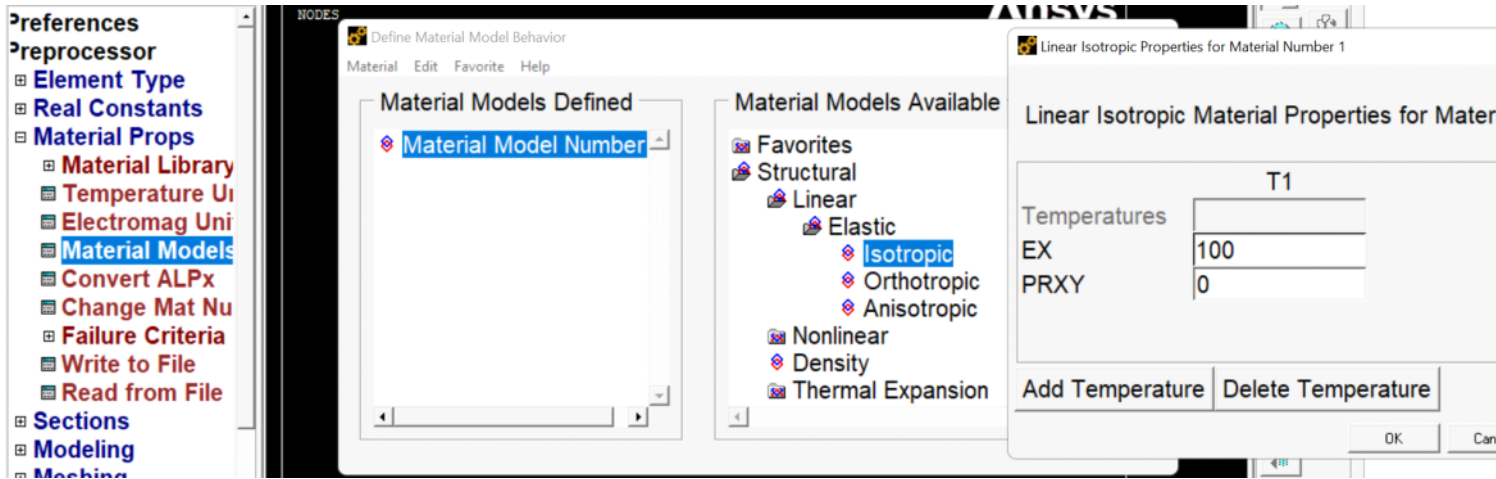 Preferences
Preprocessor
Element Type
Real Constants
Material Props
Material Library
Temperature
Electromag
Material Models
Convert ALPx
Change Mat
Failure Criteria
Write to File
Read from File
Sections
Modeling
Meshing
NODES
Ansys
Define Material Model Behavior
Material Edit Favorite Help
Material Models Defined
Material Model Number
Material Models Available
Favorites
Structural
Linear
Elastic
Isotropic
Orthotropic
Anisotropic
Nonlinear
Density
Thermal Expansion
Linear Isotropic Properties for Material Number 1
Linear Isotropic Material Properties for Mater
T1
Temperatures
EX 100
PRXY 0
Add Temperature Delete Temperature
OK Can